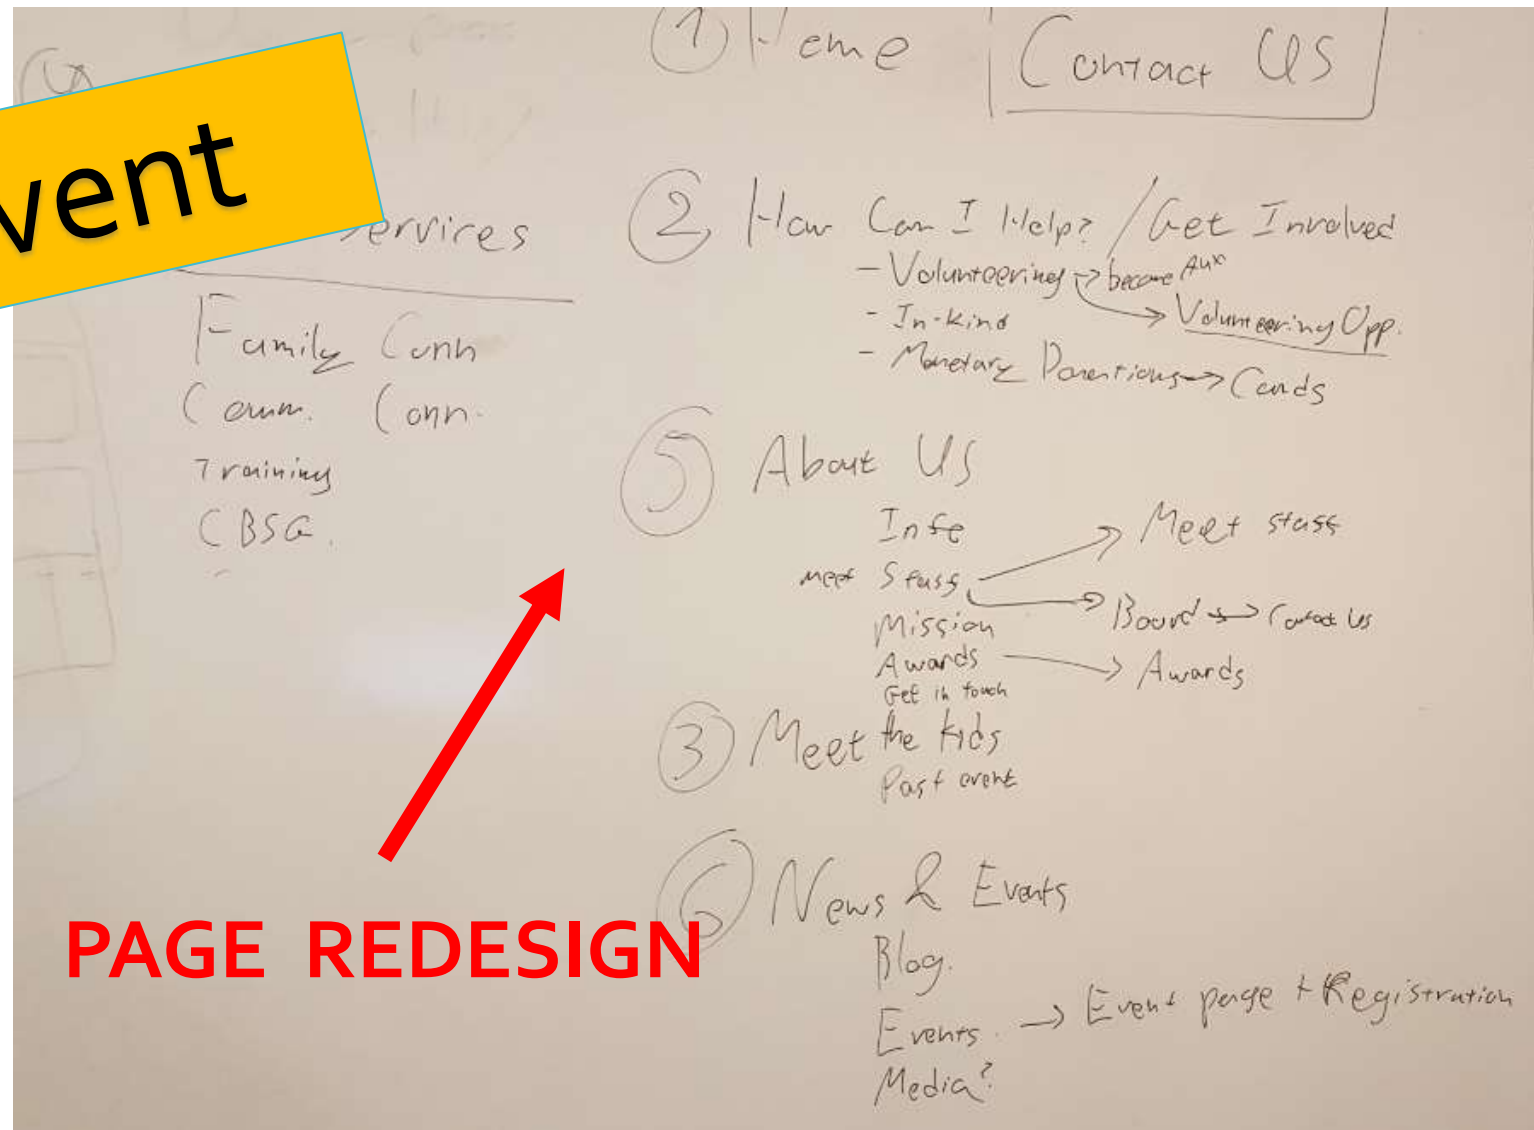 ① Home Contact US
vent
Services
Family Conn
Comm. Conn.
Training
CBSG.
② How Can I Help? / Get Involved
- Volunteering → become Aux
→ Volunteering Opp.
- In-Kind
- Monetary Donations → Cards
⑤ About US
Info
meet Staff → Meet staff
→ Board → Contact Us
Mission
Awards → Awards
Get in touch
③ Meet the kids
Past event
⑥ News & Events
Blog.
Events. → Event page + Registration
Media?
PAGE REDESIGN